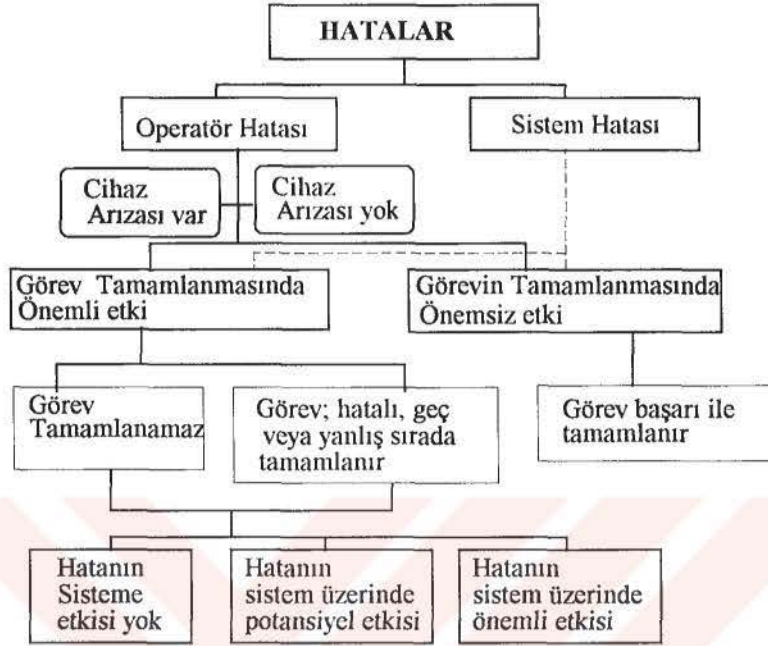 HATALAR
Operatör Hatası
Sistem Hatası
Cihaz
Arızası var
Cihaz
Arızası yok
Görev Tamamlanmasında
Önemli etki
Görevin Tamamlanmasında
Önemsiz etki
Görev
Tamamlanamaz
Görev; hatalı, geç
veya yanlış sırada
tamamlanır
Görev başarı ile
tamamlanır
Hatanın
Sisteme
etkisi yok
Hatanın
sistem üzerinde
potansiyel etkisi
Hatanın
sistem üzerinde
önemli etkisi